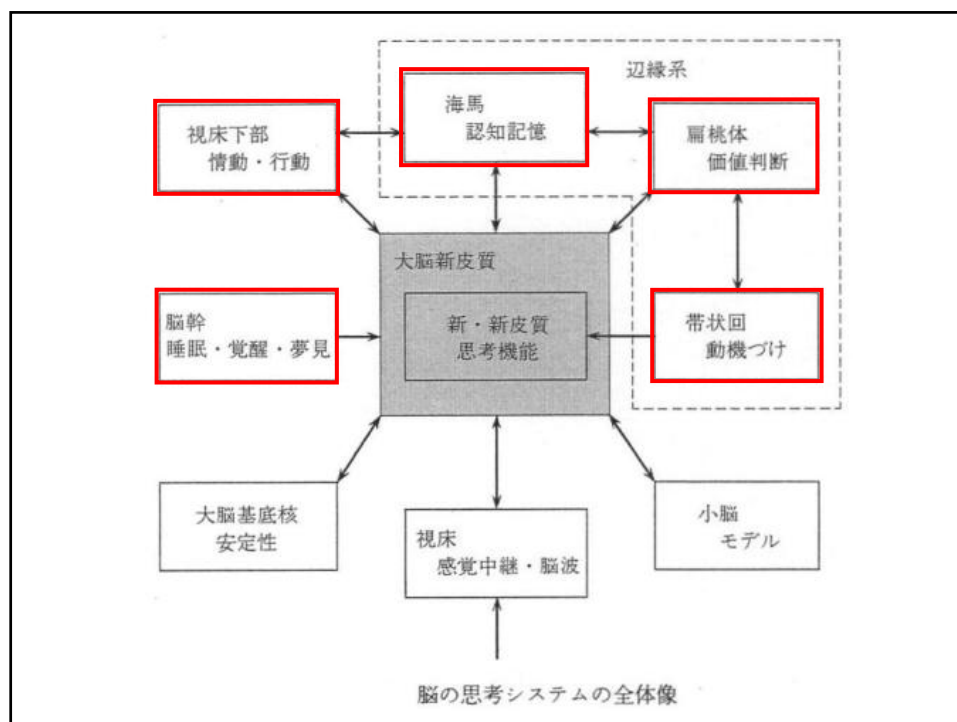 辺縁系
海馬
認知記憶
視床下部
情動・行動
扁桃体
価値判断
大脳新皮質
新・新皮質
思考機能
脳幹
睡眠・覚醒・夢見
帯状回
動機づけ
大脳基底核
安定性
視床
感覚中継・脳波
小脳
モデル
脳の思考システムの全体像